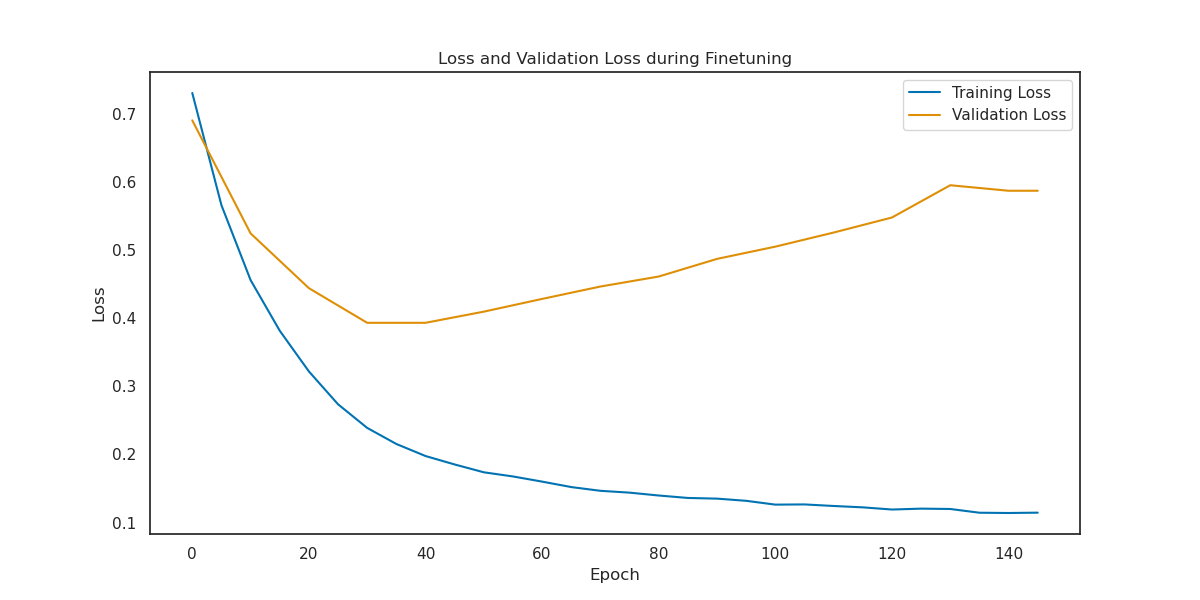 Loss and Validation Loss during Finetuning
Training Loss
Validation Loss
0.7
0.6
0.5
0.4
0.3
0.2
0.1
Loss
0 20 40 60 80 100 120 140
Epoch